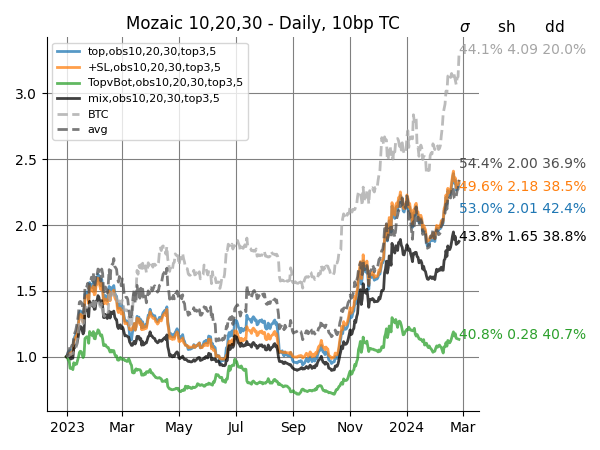 Mozaic 10,20,30 - Daily, 10bp TC
σ sh dd
top,obs10,20,30,top3,5
+SL,obs10,20,30,top3,5
TopvBot,obs10,20,30,top3,5
mix,obs10,20,30,top3,5
BTC
avg
44.1% 4.09 20.0%
54.4% 2.00 36.9%
49.6% 2.18 38.5%
53.0% 2.01 42.4%
43.8% 1.65 38.8%
40.8% 0.28 40.7%
3.0
2.5
2.0
1.5
1.0
2023 Mar May Jul Sep Nov 2024 Mar